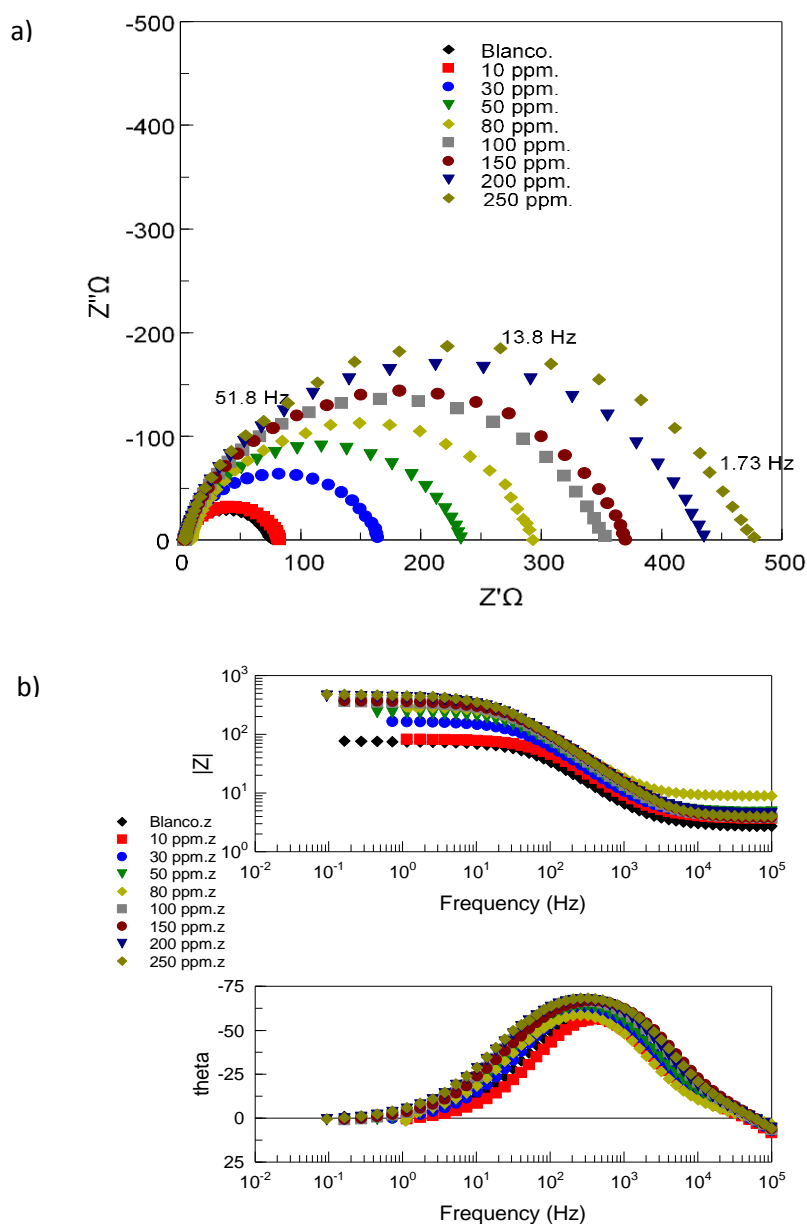 a)
-500
-400
-300
-200
-100
0
Z''Ω
Blanco.
10 ppm.
30 ppm.
50 ppm.
80 ppm.
100 ppm.
150 ppm.
200 ppm.
250 ppm.
13.8 Hz
51.8 Hz
1.73 Hz
0 100 200 300 400 500
Z'Ω
b)
10³
10²
10¹
10⁰
|Z|
10⁻² 10⁻¹ 10⁰ 10¹ 10² 10³ 10⁴ 10⁵
Frequency (Hz)
Blanco.z
10 ppm.z
30 ppm.z
50 ppm.z
80 ppm.z
100 ppm.z
150 ppm.z
200 ppm.z
250 ppm.z
-75
-50
-25
0
25
theta
10⁻² 10⁻¹ 10⁰ 10¹ 10² 10³ 10⁴ 10⁵
Frequency (Hz)